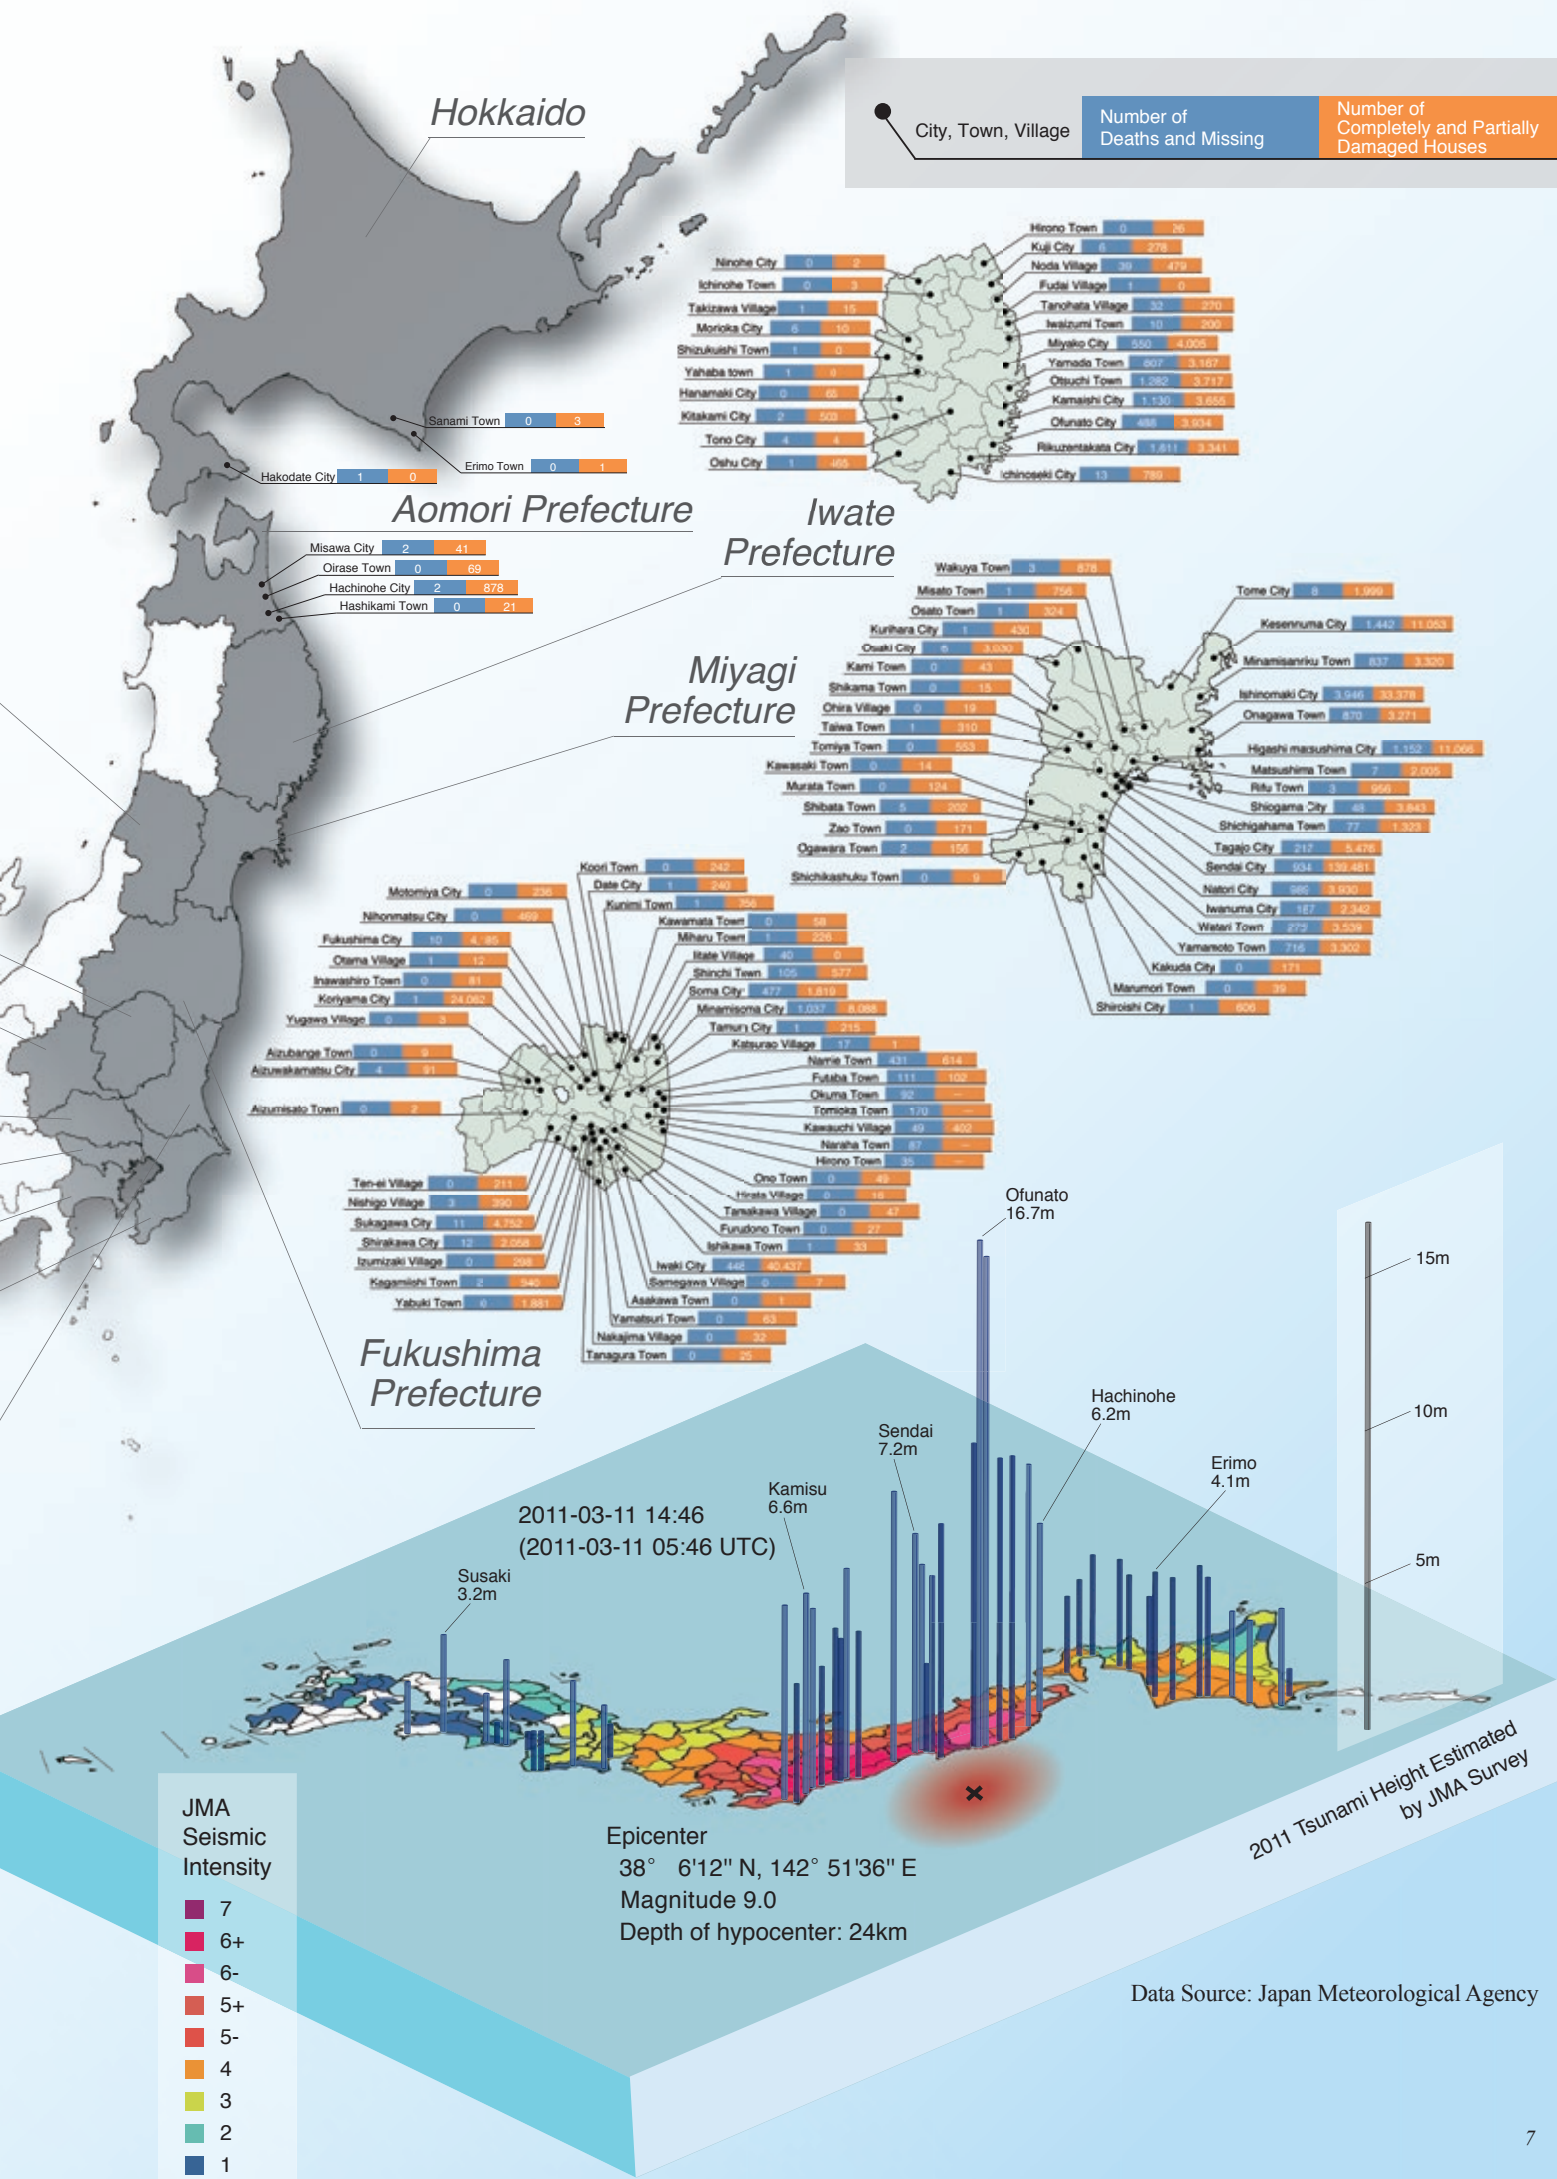 Hokkaido
City, Town, Village
Number of
Deaths and Missing
Number of
Completely and Partially
Damaged Houses
Sanami Town 0 3
Erimo Town 0 1
Hakodate City 1 0
Aomori Prefecture
Misawa City 2 41
Oirase Town 0 69
Hachinohe City 2 878
Hashikami Town 0 21
Iwate
Prefecture
Ninohe City 0 2
Ichinohe Town 0 3
Takizawa Village 1 15
Morioka City 6 10
Shizukuishi Town 1 0
Yahaba town 1 0
Hanamaki City 0 65
Kitakami City 2 503
Tono City 4 4
Oshu City 1 465
Hirono Town 0 26
Kuji City 6 278
Noda Village 39 479
Fudai Village 1 0
Tanohata Village 32 270
Iwaizumi Town 10 200
Miyako City 550 4,005
Yamada Town 807 3,167
Otsuchi Town 1,282 3,717
Kamaishi City 1,130 3,655
Ofunato City 488 3,934
Rikuzentakata City 1,811 3,341
Ichinoseki City 13 789
Miyagi
Prefecture
Wakuya Town 3 878
Misato Town 1 756
Osato Town 1 324
Kurihara City 1 430
Osaki City 6 3,030
Kami Town 0 43
Shikama Town 0 15
Ohira Village 0 19
Taiwa Town 1 310
Tomiya Town 0 553
Kawasaki Town 0 14
Murata Town 0 124
Shibata Town 5 202
Zao Town 0 171
Ogawara Town 2 156
Shichikashuku Town 0 9
Tome City 8 1,999
Kesennuma City 1,442 11,053
Minamisanriku Town 837 3,320
Ishinomaki City 3,946 33,378
Onagawa Town 870 3,271
Higashi matsushima City 1,152 11,066
Matsushima Town 7 2,005
Rifu Town 3 956
Shiogama City 48 3,843
Shichigahama Town 77 1,323
Tagajo City 217 5,476
Sendai City 934 139,481
Natori City 986 3,930
Iwanuma City 187 2,342
Watari Town 273 3,539
Yamamoto Town 716 3,302
Kakuda City 0 171
Marumori Town 0 39
Shiroishi City 1 606
Koori Town 0 242
Date City 1 240
Kunimi Town 1 756
Kawamata Town 0 58
Miharu Town 1 226
Iitate Village 40 0
Shinchi Town 105 577
Soma City 477 1,819
Minamisoma City 1,037 8,088
Tamura City 1 215
Katsurao Village 17 1
Namie Town 431 614
Futaba Town 111 102
Okuma Town 92 —
Tomioka Town 170 —
Kawauchi Village 49 402
Naraha Town 87 —
Hirono Town 35 —
Ono Town 0 49
Hirata Village 0 16
Tamakawa Village 0 47
Furudono Town 0 27
Ishikawa Town 1 33
Iwaki City 448 40,437
Samegawa Village 0 7
Asakawa Town 0 1
Yamatsuri Town 0 63
Nakajima Village 0 32
Tanagura Town 0 25
Motomiya City 0 236
Nihonmatsu City 0 469
Fukushima City 10
Otama Village 1 12
Inawashiro Town 0 81
Koriyama City 1 24,082
Yugawa Village 0 3
Aizubange Town 0 9
Aizuwakamatsu City 4 91
Aizumisato Town 0 2
Ten-ei Village 0 211
Nishigo Village 3 390
Sukagawa City 11 4,752
Shirakawa City 12 2,058
Izumizaki Village 0 298
Kagamiishi Town 2 940
Yabuki Town 0 1,881
Fukushima
Prefecture
Ofunato
16.7m
Hachinohe
6.2m
Sendai
7.2m
Erimo
4.1m
Kamisu
6.6m
Susaki
3.2m
15m
10m
5m
2011-03-11 14:46
(2011-03-11 05:46 UTC)
2011 Tsunami Height Estimated
by JMA Survey
Epicenter
38° 6'12" N, 142° 51'36" E
Magnitude 9.0
Depth of hypocenter: 24km
JMA
Seismic
Intensity
7
6+
6-
5+
5-
4
3
2
1
Data Source: Japan Meteorological Agency
7